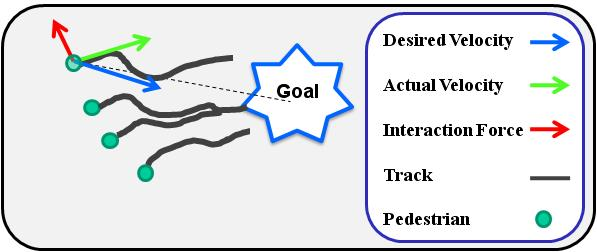 Goal
Desired Velocity
Actual Velocity
Interaction Force
Track
Pedestrian